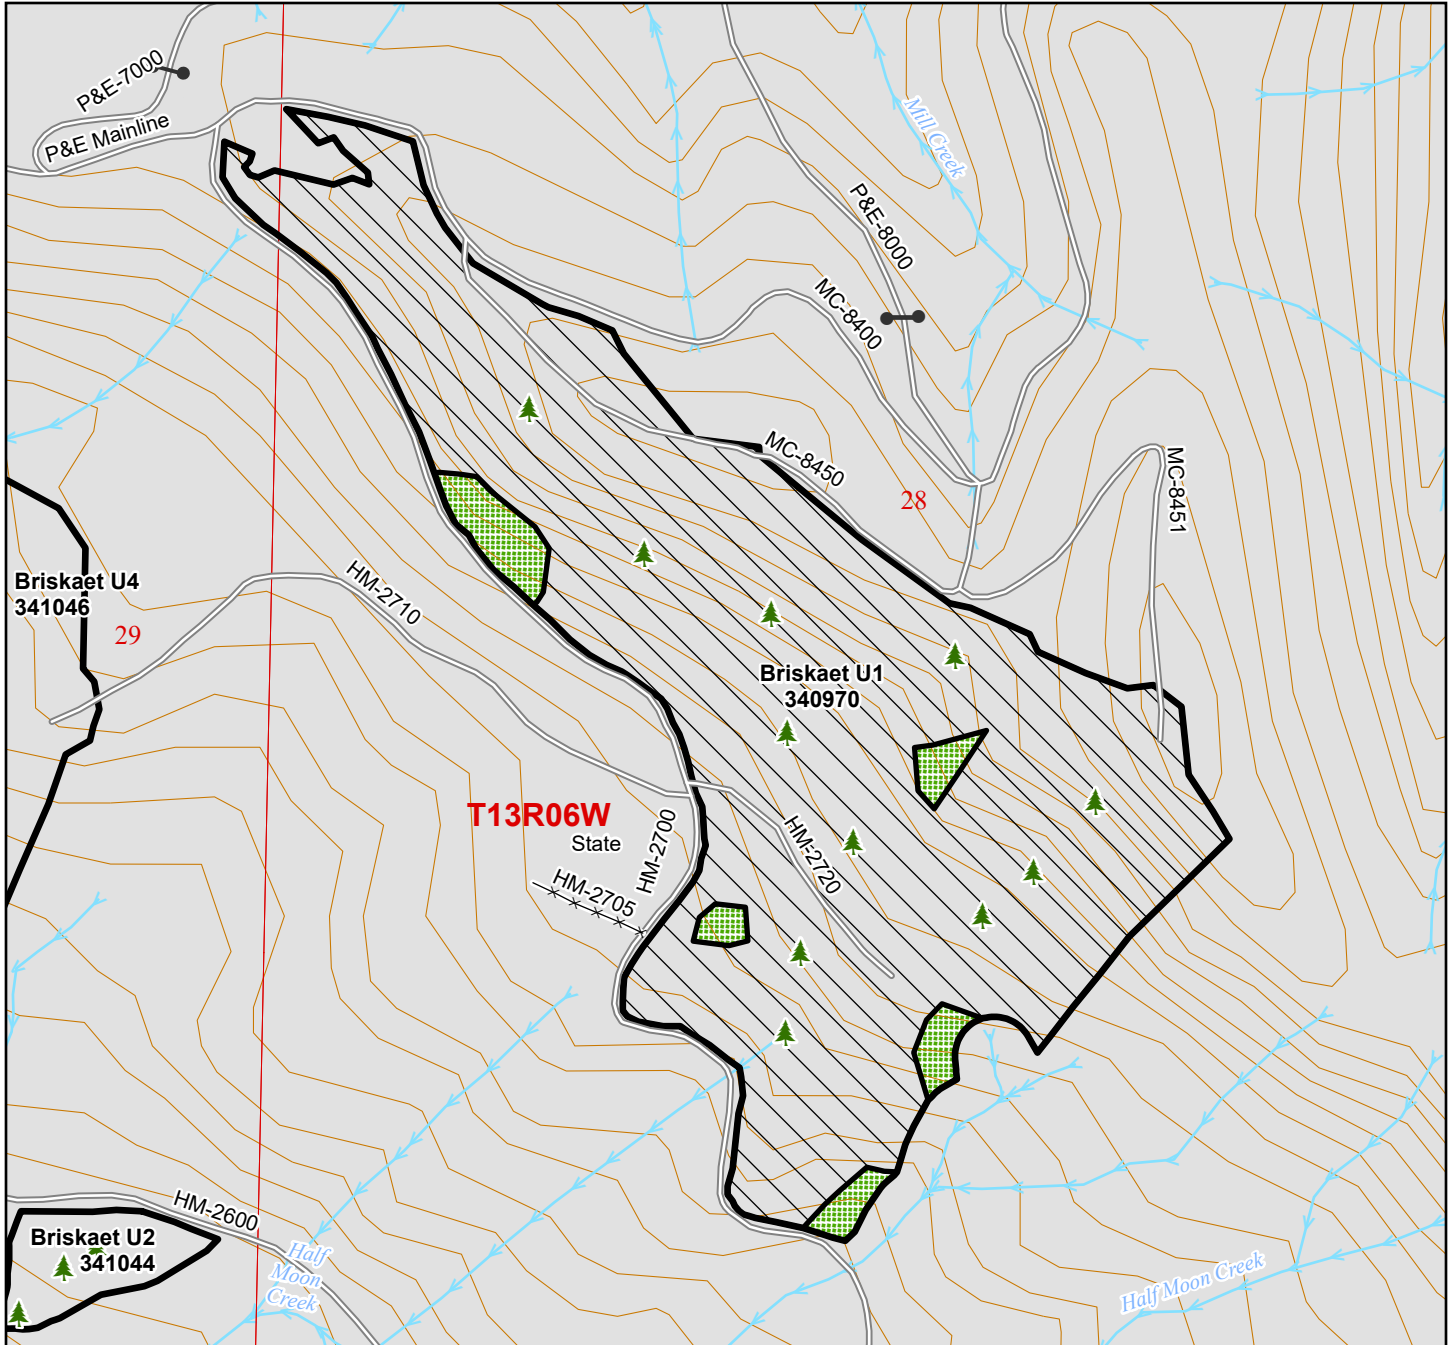 P&E-7000
P&E Mainline
Mill Creek
P&E-8000
MC-8400
MC-8450
28
MC-8451
Briskaet U4
341046
29
HM-2710
Briskaet U1
340970
T13R06W
State
HM-2700
HM-2720
HM-2705
HM-2600
Briskaet U2
341044
Half
Moon
Creek
Half Moon Creek